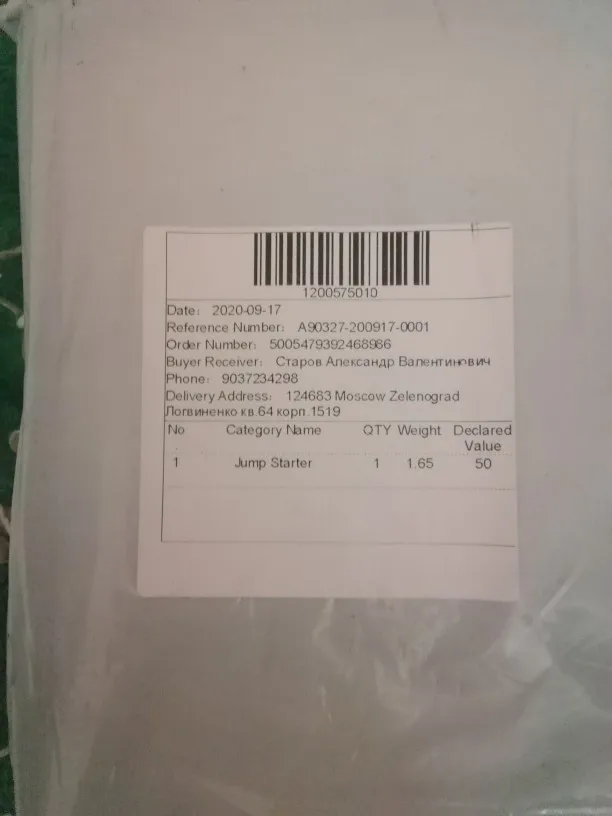 1200575010
Date: 2020-09-17
Reference Number: A90327-200917-0001
Order Number: 5005479392468986
Buyer Receiver: Старов Александр Валентинович
Phone: 9037234298
Delivery Address: 124683 Moscow Zelenograd
Логвиненко кв.64 корп.1519
No Category Name QTY Weight Declared
. Value
1 Jump Starter 1 1.65 50